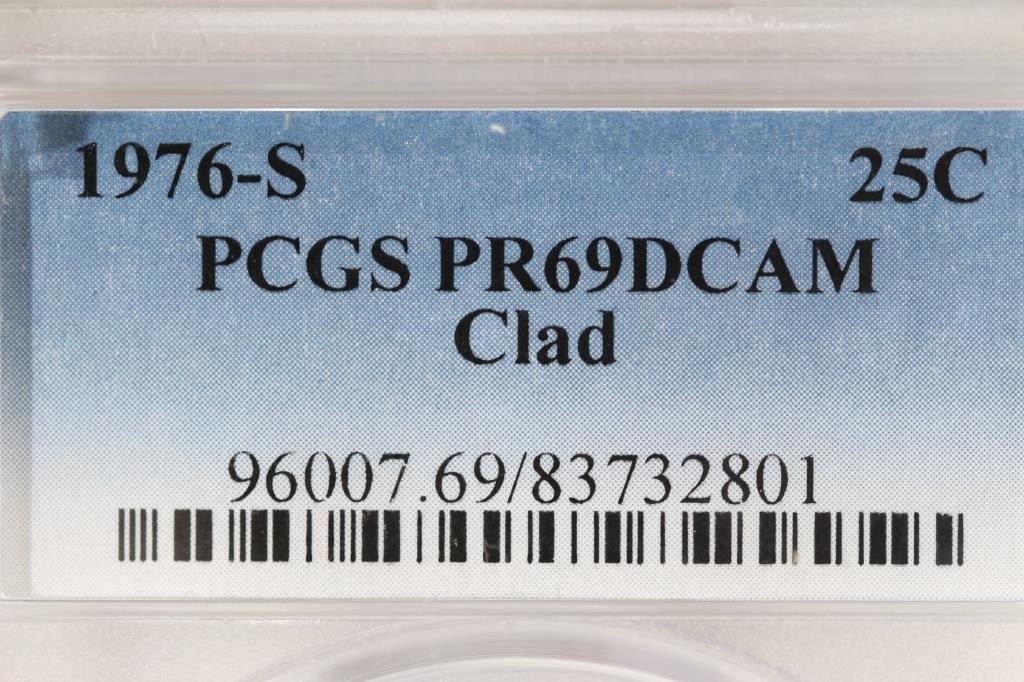 1976-S 25C
PCGS PR69DCAM
Clad
96007.69/83732801